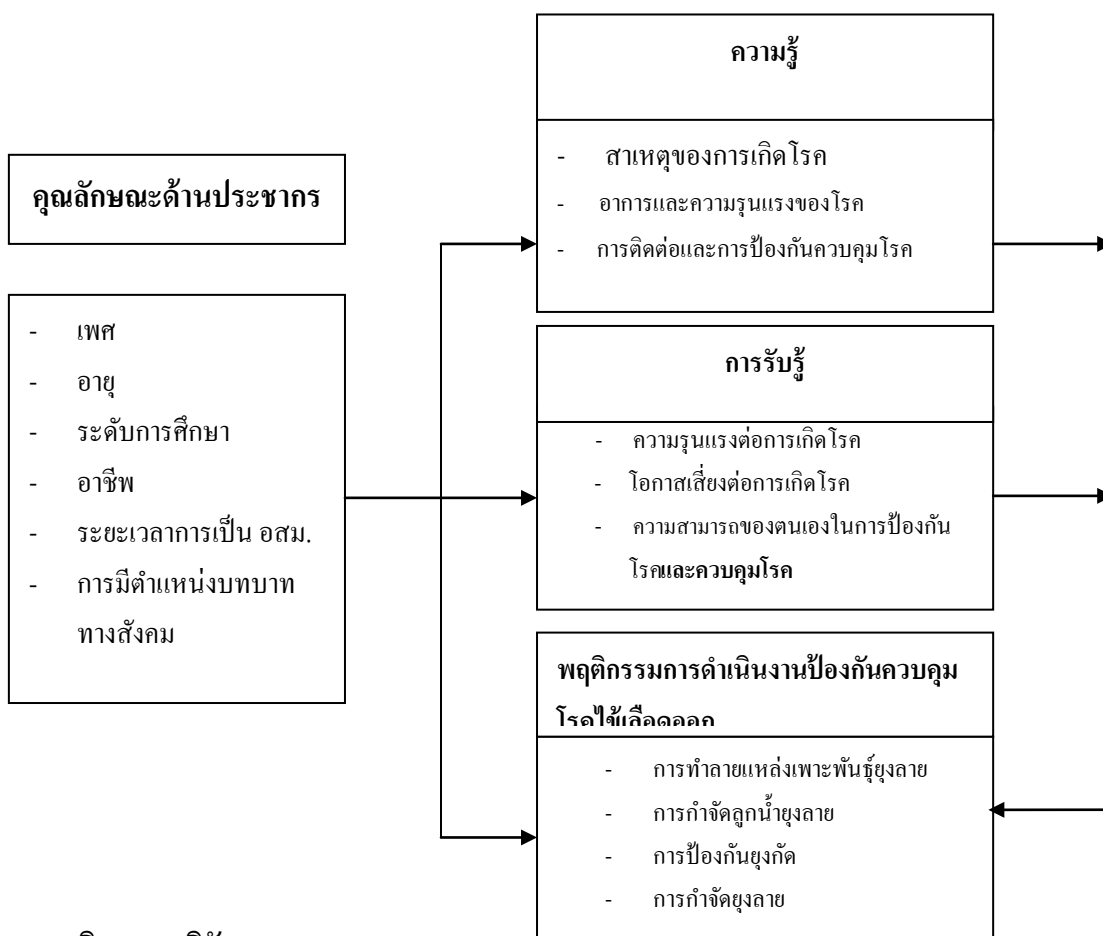 คุณลักษณะด้านประชากร
- เพศ
- อายุ
- ระดับการศึกษา
- อาชีพ
- ระยะเวลาการเป็น อสม.
- การมีตำแหน่งบทบาท
ทางสังคม
ความรู้
- สาเหตุของการเกิดโรค
- อาการและความรุนแรงของโรค
- การติดต่อและการป้องกันควบคุมโรค
การรับรู้
- ความรุนแรงต่อการเกิดโรค
- โอกาสเสี่ยงต่อการเกิดโรค
- ความสามารถของตนเองในการป้องกัน
โรคและควบคุมโรค
พฤติกรรมการดำเนินงานป้องกันควบคุม
โรคไข้เลือดออก
- การทำลายแหล่งเพาะพันธุ์ยุงลาย
- การกำจัดลูกน้ำยุงลาย
- การป้องกันยุงกัด
- การกำจัดยุงลาย